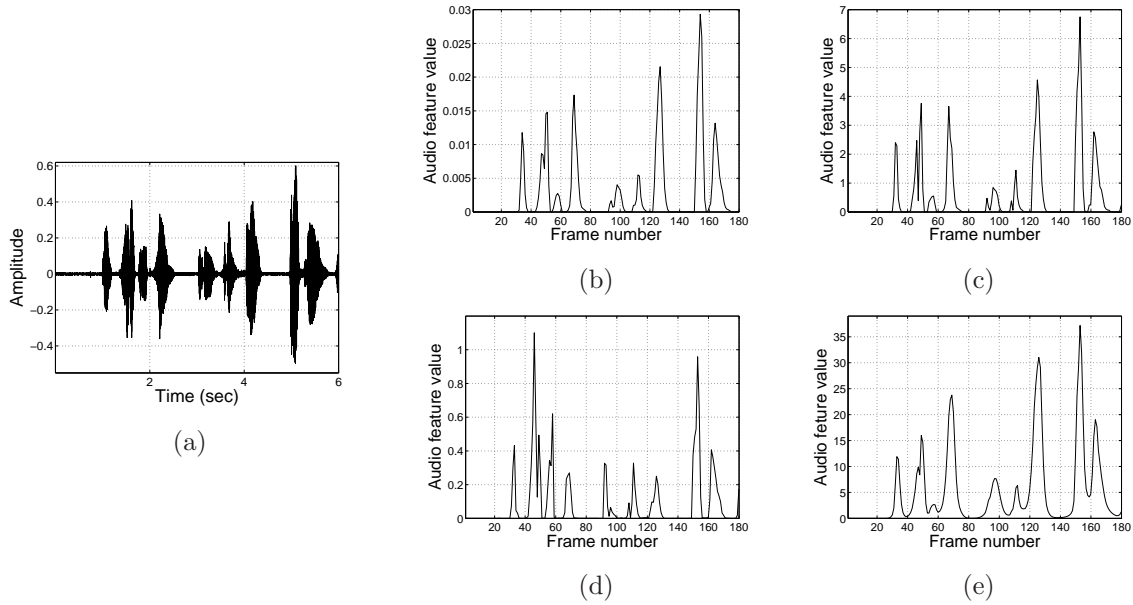 0.6
0.4
0.2
0
−0.2
−0.4
Amplitude
2 4 6
Time (sec)
(a)
0.03
0.025
0.02
0.015
0.01
0.005
0
Audio feature value
20 40 60 80 100 120 140 160 180
Frame number
(b)
7
6
5
4
3
2
1
0
Audio feature value
20 40 60 80 100 120 140 160 180
Frame number
(c)
1
0.8
0.6
0.4
0.2
0
Audio feature value
20 40 60 80 100 120 140 160 180
Frame number
(d)
35
30
25
20
15
10
5
0
Audio feture value
20 40 60 80 100 120 140 160 180
Frame number
(e)